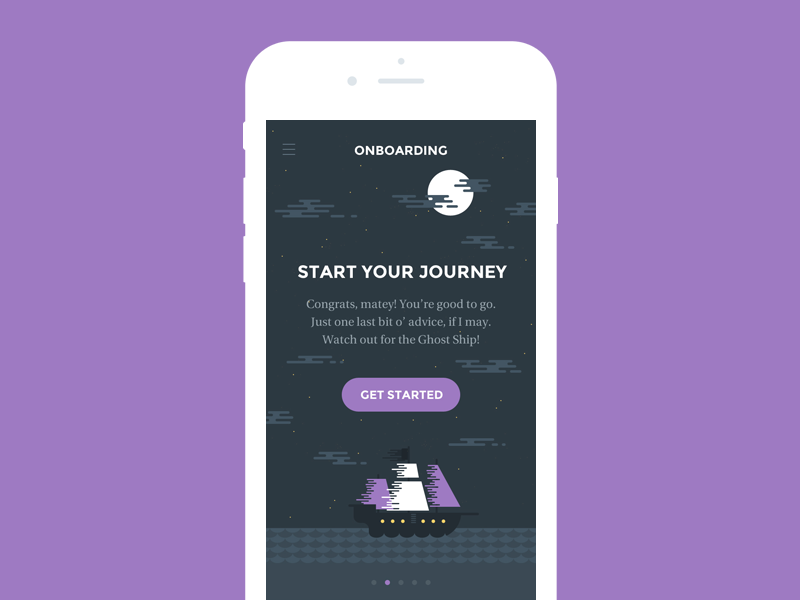 ONBOARDING
START YOUR JOURNEY
Congrats, matey! You're good to go.
Just one last bit o' advice, if I may.
Watch out for the Ghost Ship!
GET STARTED